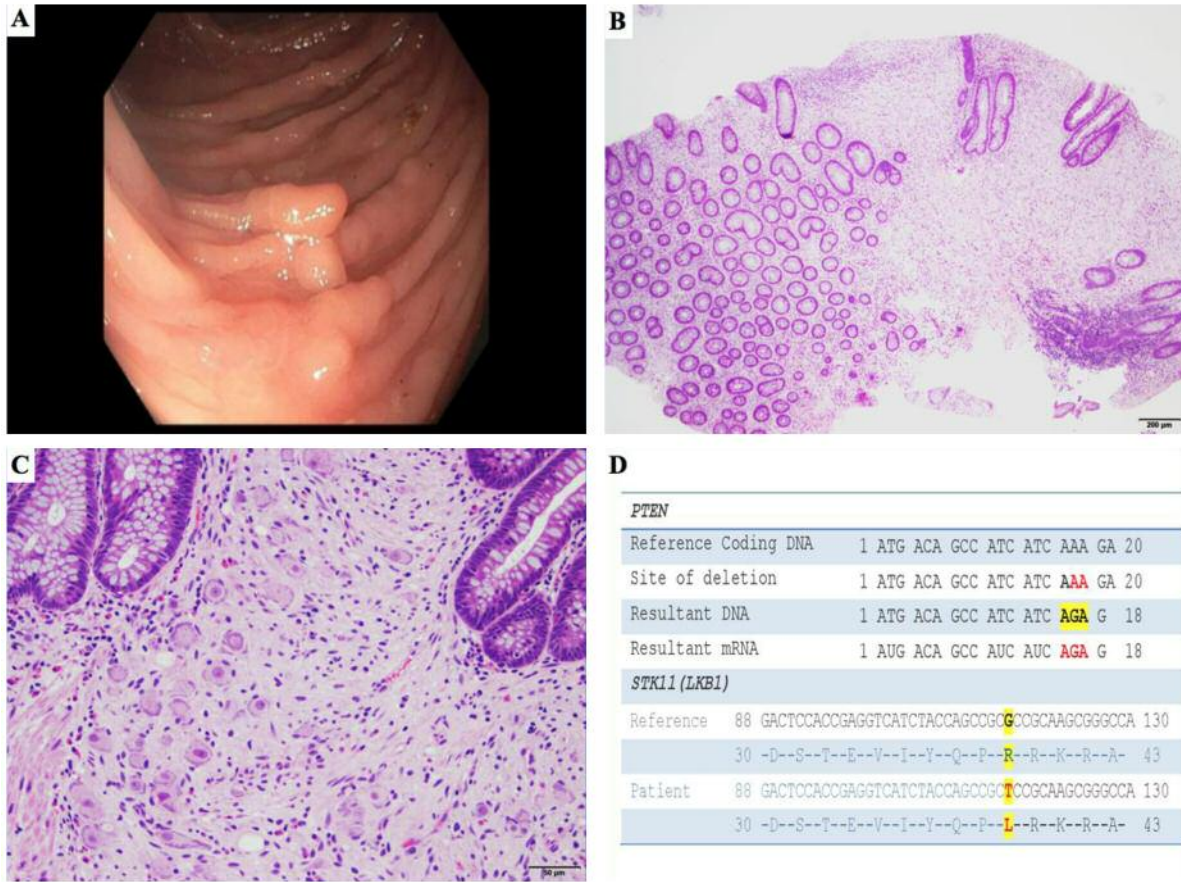 A
B
200 µm
C
50 µm
D
PTEN
Reference Coding DNA 1 ATG ACA GCC ATC ATC AAA GA 20
Site of deletion 1 ATG ACA GCC ATC ATC AAA GA 20
Resultant DNA 1 ATG ACA GCC ATC ATC AGA G 18
Resultant mRNA 1 AUG ACA GCC AUC AUC AGA G 18
STK11(LKB1)
Reference 88 GACTCCACCGAGGTCATCTACCAGCCGCGCCGCAAGCGGGCCA 130
30 -D--S--T--E--V--I--Y--Q--P--R--R--K--R--A- 43
Patient 88 GACTCCACCGAGGTCATCTACCAGCCGCTCCGCAAGCGGGCCA 130
30 -D--S--T--E--V--I--Y--Q--P--L--R--K--R--A- 43